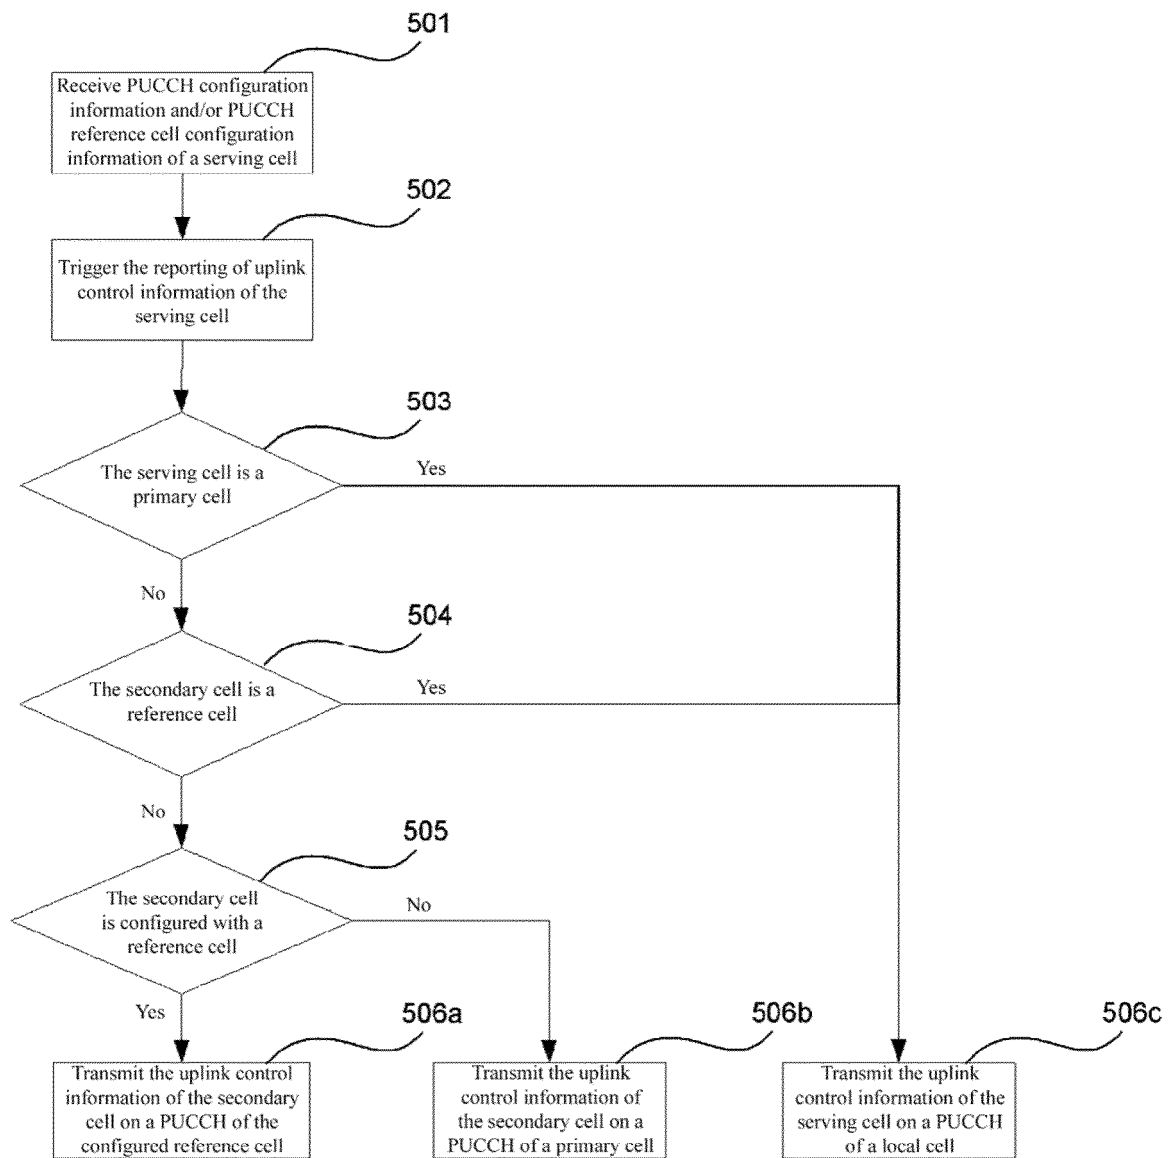 501
Receive PUCCH configuration
information and/or PUCCH
reference cell configuration
information of a serving cell
502
Trigger the reporting of uplink
control information of the
serving cell
503
The serving cell is a
primary cell
Yes
No
504
The secondary cell is a
reference cell
Yes
No
505
The secondary cell
is configured with a
reference cell
No
Yes
506a
Transmit the uplink control
information of the secondary
cell on a PUCCH of the
configured reference cell
506b
Transmit the uplink
control information of
the secondary cell on a
PUCCH of a primary cell
506c
Transmit the uplink
control information of the
serving cell on a PUCCH
of a local cell